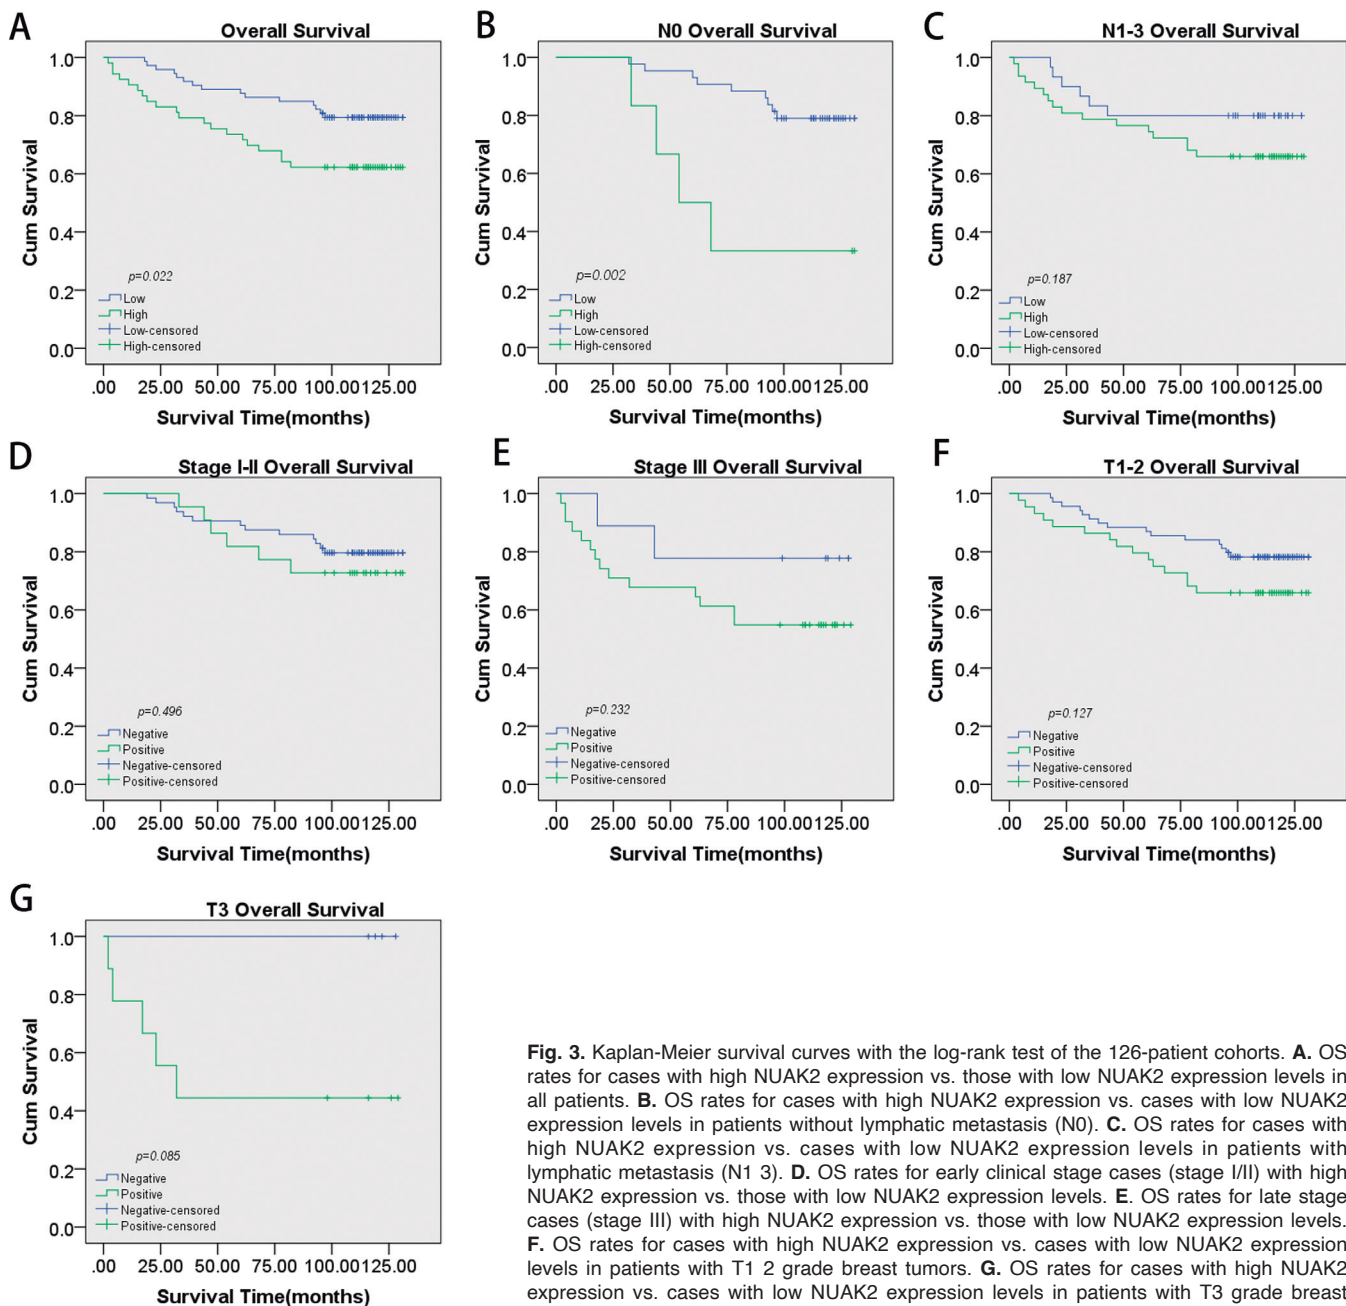 A
Overall Survival
Cum Survival
1.0
0.8
0.6
0.4
0.2
0.0
p=0.022
Low
High
Low-censored
High-censored
.00 25.00 50.00 75.00 100.00 125.00
Survival Time(months)
B
N0 Overall Survival
Cum Survival
1.0
0.8
0.6
0.4
0.2
0.0
p=0.002
Low
High
Low-censored
High-censored
.00 25.00 50.00 75.00 100.00 125.00
Survival Time(months)
C
N1-3 Overall Survival
Cum Survival
1.0
0.8
0.6
0.4
0.2
0.0
p=0.187
Low
High
Low-censored
High-censored
.00 25.00 50.00 75.00 100.00 125.00
Survival Time(months)
D
Stage I-II Overall Survival
Cum Survival
1.0
0.8
0.6
0.4
0.2
0.0
p=0.496
Negative
Positive
Negative-censored
Positive-censored
.00 25.00 50.00 75.00 100.00 125.00
Survival Time(months)
E
Stage III Overall Survival
Cum Survival
1.0
0.8
0.6
0.4
0.2
0.0
p=0.232
Negative
Positive
Negative-censored
Positive-censored
.00 25.00 50.00 75.00 100.00 125.00
Survival Time(months)
F
T1-2 Overall Survival
Cum Survival
1.0
0.8
0.6
0.4
0.2
0.0
p=0.127
Negative
Positive
Negative-censored
Positive-censored
.00 25.00 50.00 75.00 100.00 125.00
Survival Time(months)
G
T3 Overall Survival
Cum Survival
1.0
0.8
0.6
0.4
0.2
0.0
p=0.085
Negative
Positive
Negative-censored
Positive-censored
.00 25.00 50.00 75.00 100.00 125.00
Survival Time(months)
Fig. 3. Kaplan-Meier survival curves with the log-rank test of the 126-patient cohorts. A. OS
rates for cases with high NUAK2 expression vs. those with low NUAK2 expression levels in
all patients. B. OS rates for cases with high NUAK2 expression vs. cases with low NUAK2
expression levels in patients without lymphatic metastasis (N0). C. OS rates for cases with
high NUAK2 expression vs. cases with low NUAK2 expression levels in patients with
lymphatic metastasis (N1 3). D. OS rates for early clinical stage cases (stage I/II) with high
NUAK2 expression vs. those with low NUAK2 expression levels. E. OS rates for late stage
cases (stage III) with high NUAK2 expression vs. those with low NUAK2 expression levels.
F. OS rates for cases with high NUAK2 expression vs. cases with low NUAK2 expression
levels in patients with T1 2 grade breast tumors. G. OS rates for cases with high NUAK2
expression vs. cases with low NUAK2 expression levels in patients with T3 grade breast